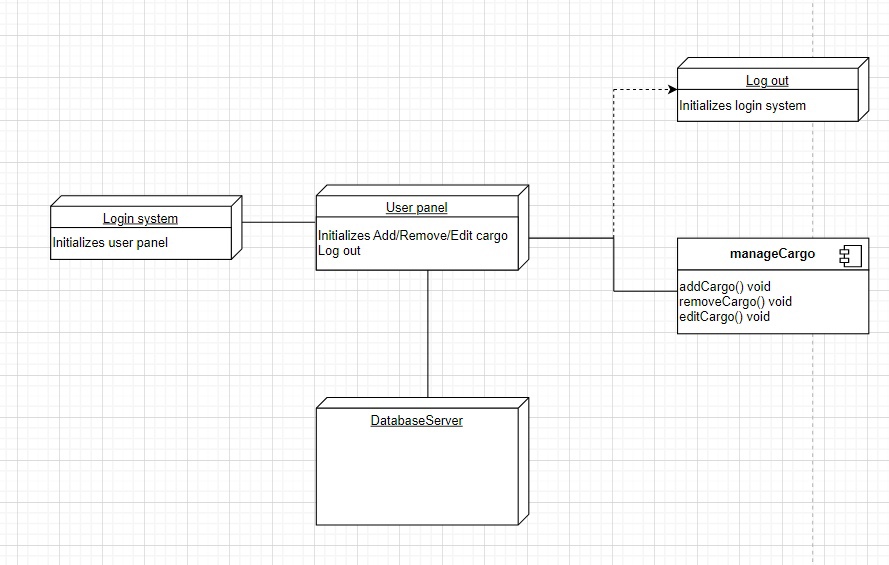 Log out
Initializes login system
Login system
Initializes user panel
User panel
Initializes Add/Remove/Edit cargo
Log out
manageCargo
addCargo() void
removeCargo() void
editCargo() void
DatabaseServer